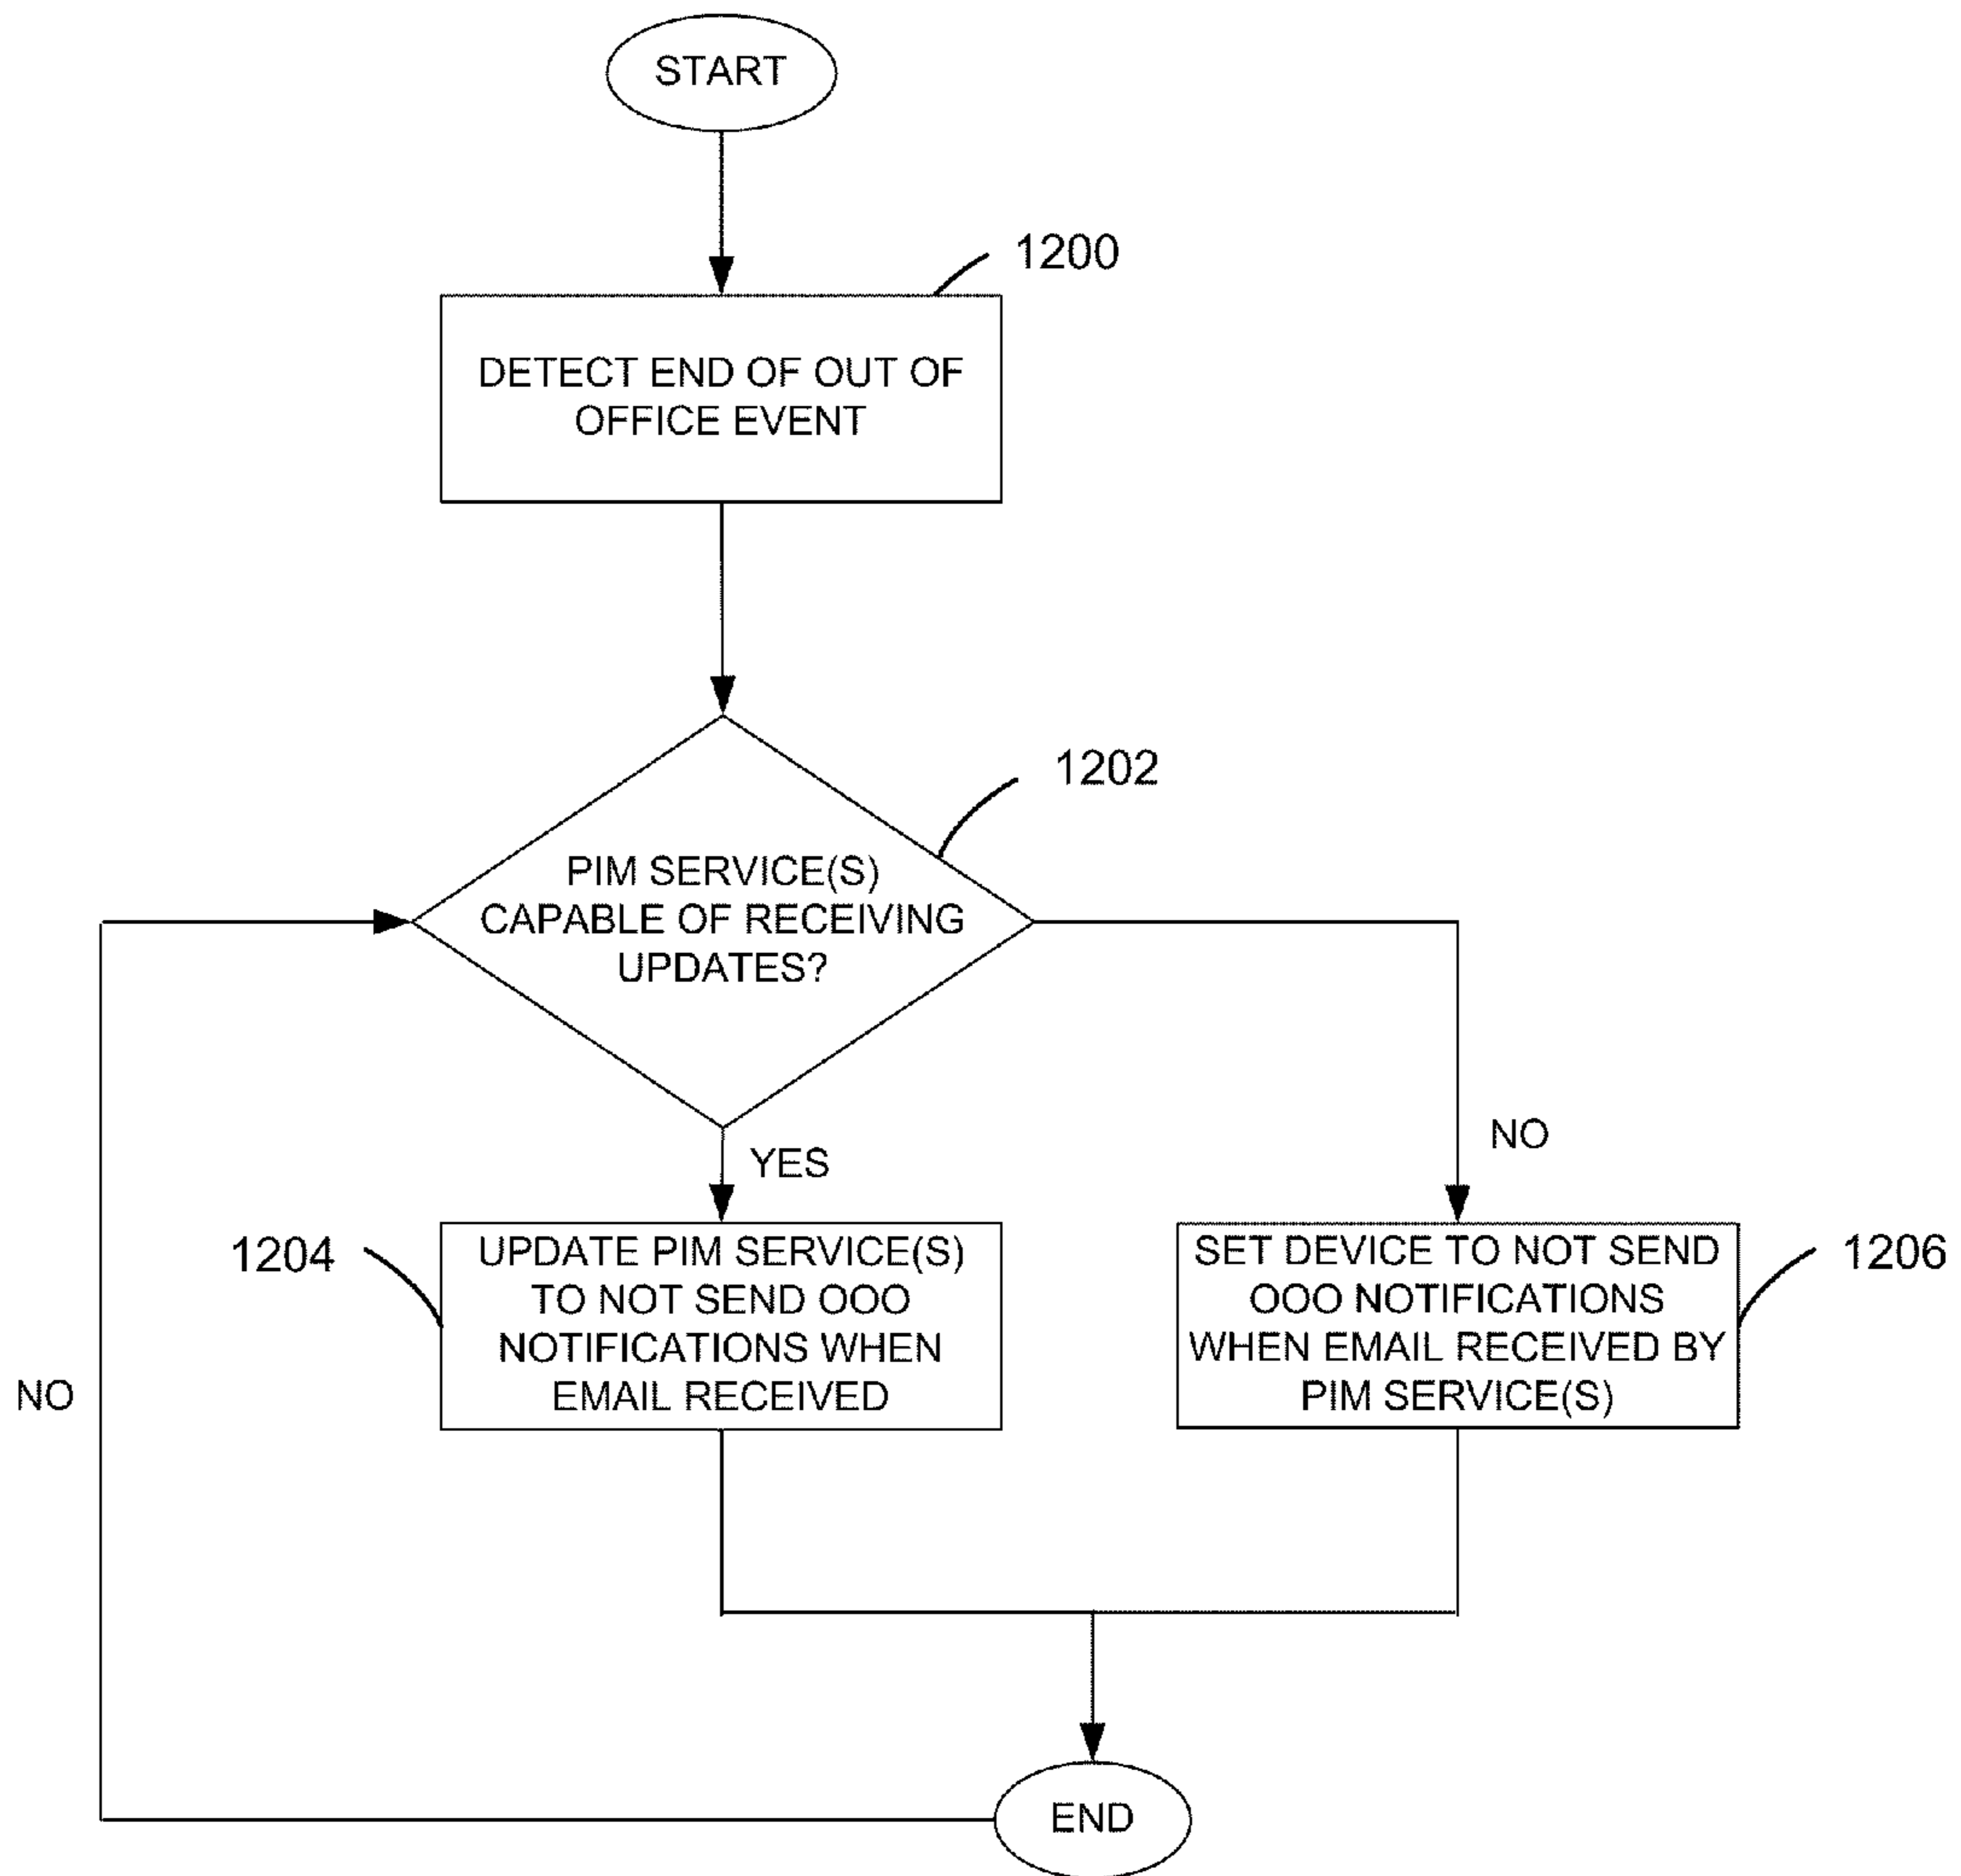 START
1200
DETECT END OF OUT OF
OFFICE EVENT
1202
PIM SERVICE(S)
CAPABLE OF RECEIVING
UPDATES?
NO
YES
1204
UPDATE PIM SERVICE(S)
TO NOT SEND OOO
NOTIFICATIONS WHEN
EMAIL RECEIVED
SET DEVICE TO NOT SEND
OOO NOTIFICATIONS
WHEN EMAIL RECEIVED BY
PIM SERVICE(S)
1206
NO
END